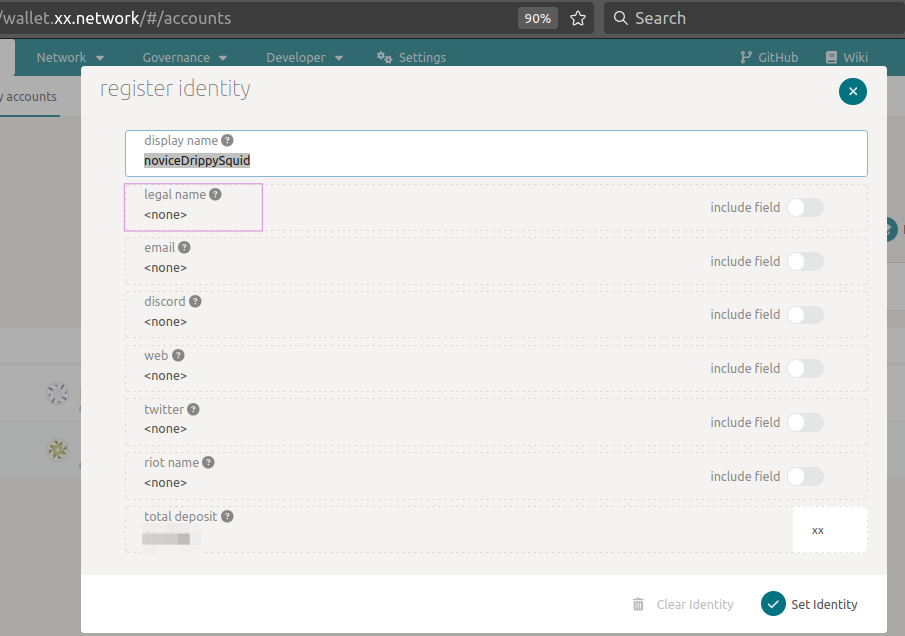 /wallet.xx.network/#/accounts
90%
Search
Network
Governance
Developer
Settings
GitHub
Wiki
y accounts
register identity
display name
noviceDrippySquid
legal name
<none>
include field
email
<none>
include field
discord
<none>
include field
web
<none>
include field
twitter
<none>
include field
riot name
<none>
include field
total deposit
xx
Clear Identity
Set Identity